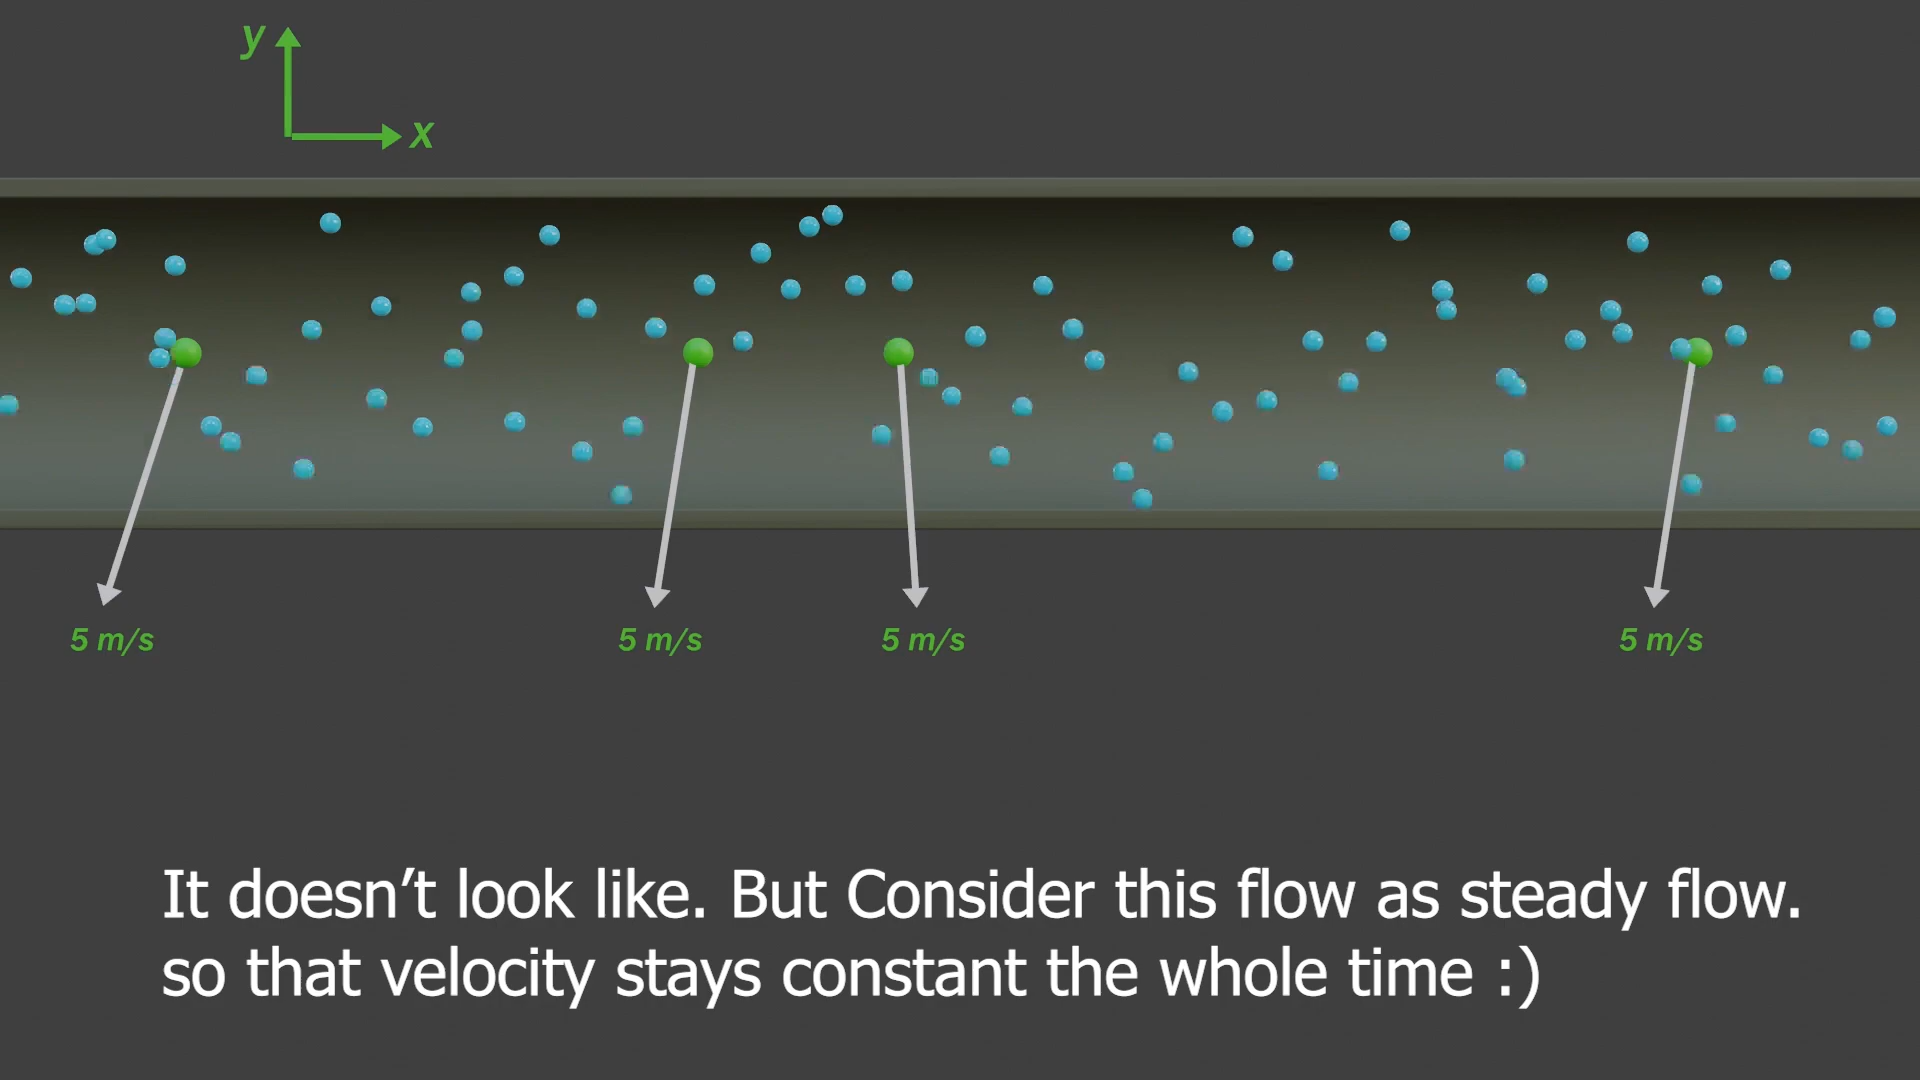 y
x
5 m/s
5 m/s
5 m/s
5 m/s
It doesn’t look like. But Consider this flow as steady flow.
so that velocity stays constant the whole time :)